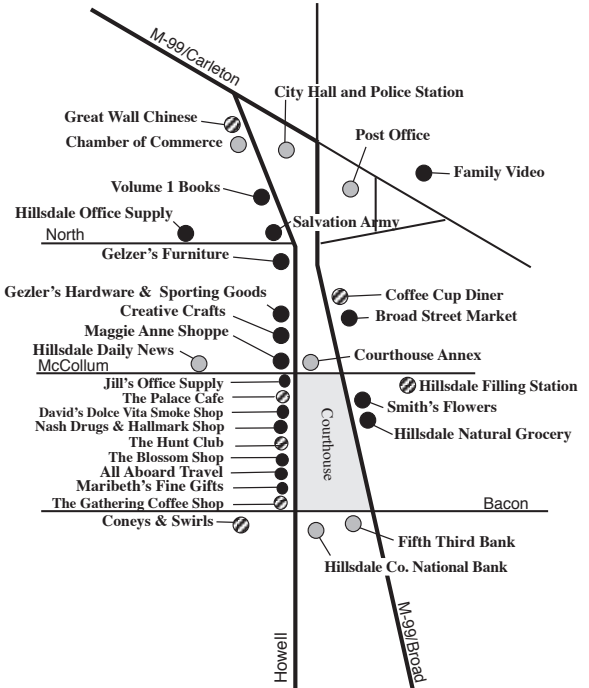 M-99/Carleton
City Hall and Police Station
Great Wall Chinese
Chamber of Commerce
Post Office
Family Video
Volume 1 Books
Hillsdale Office Supply
Salvation Army
North
Gelzer's Furniture
Gezler's Hardware & Sporting Goods
Coffee Cup Diner
Creative Crafts
Broad Street Market
Maggie Anne Shoppe
Hillsdale Daily News
Courthouse Annex
McCollum
Jill's Office Supply
Hillsdale Filling Station
The Palace Cafe
Smith's Flowers
David's Dolce Vita Smoke Shop
Nash Drugs & Hallmark Shop
Hillsdale Natural Grocery
Courthouse
The Hunt Club
The Blossom Shop
All Aboard Travel
Maribeth's Fine Gifts
The Gathering Coffee Shop
Bacon
Coneys & Swirls
Fifth Third Bank
Hillsdale Co. National Bank
Howell
M-99/Broad